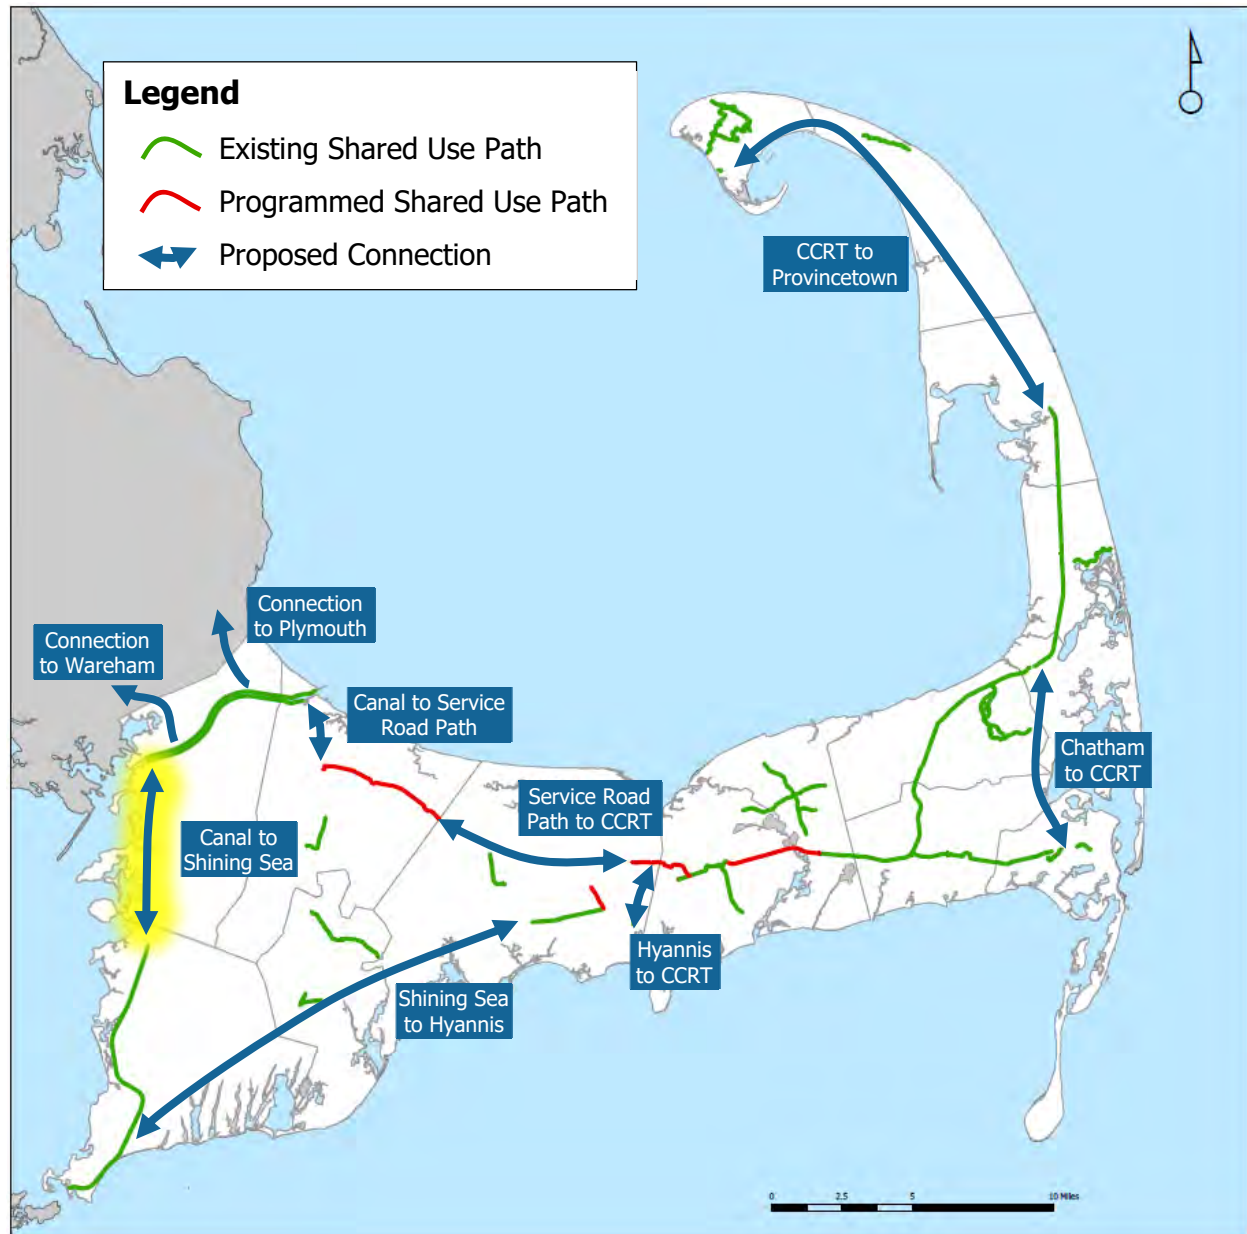 Legend
Existing Shared Use Path
Programmed Shared Use Path
Proposed Connection
CCRT to
Provincetown
Connection
to Plymouth
Connection
to Wareham
Canal to Service
Road Path
Chatham
to CCRT
Service Road
Path to CCRT
Canal to
Shining Sea
Hyannis
to CCRT
Shining Sea
to Hyannis
0 2.5 5 10 Miles